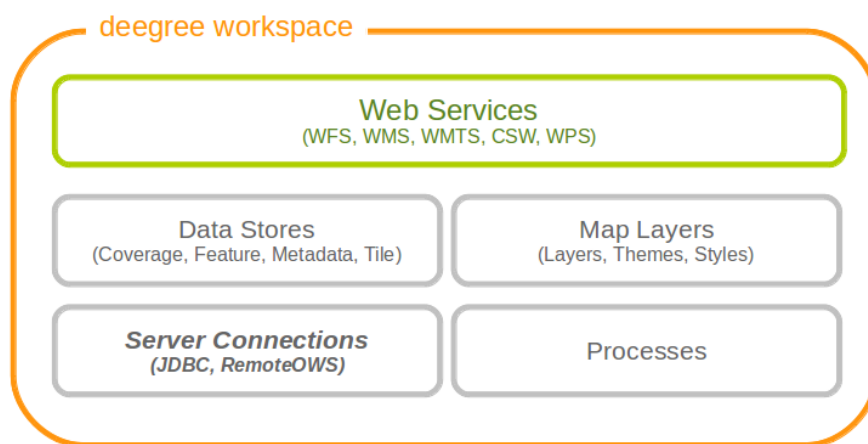 deegree workspace
Web Services
(WFS, WMS, WMTS, CSW, WPS)
Data Stores
(Coverage, Feature, Metadata, Tile)
Map Layers
(Layers, Themes, Styles)
Server Connections
(JDBC, RemoteOWS)
Processes